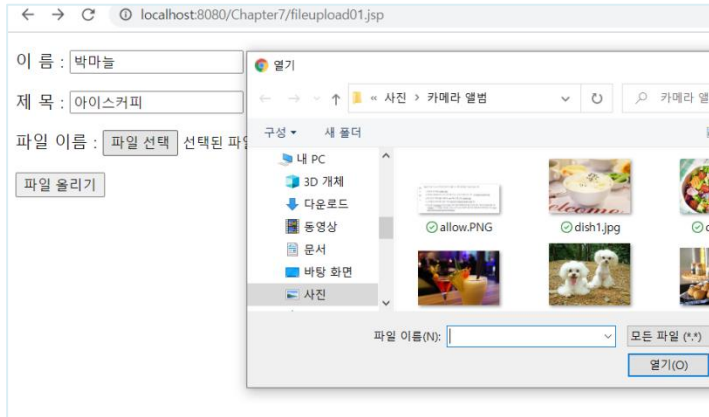 localhost:8080/Chapter7/fileupload01.jsp
이 름 : 박마늘
제 목 : 아이스커피
파일 이름 : 파일 선택 선택된 파
파일 올리기
열기
« 사진 > 카메라 앨범
카메라 앨
구성 새 폴더
내 PC
3D 개체
다운로드
동영상
문서
바탕 화면
사진
allow.PNG
dish1.jpg
파일 이름(N):
모든 파일 (*.*)
열기(O)